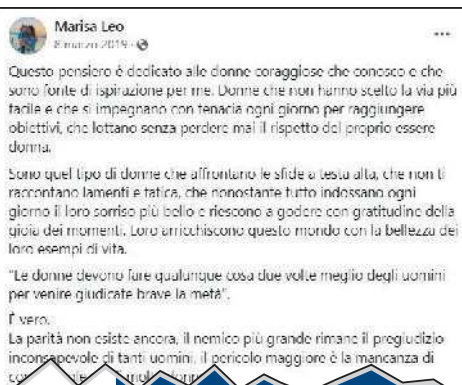 Marisa Leo
8 marzo 2019
Questo pensiero è dedicato alle donne coraggiose che conosco e che
sono fonte di ispirazione per me. Donne che non hanno scelto la via più
facile e che si impegnano con tenacia ogni giorno per raggiungere
obiettivi, che lottano senza perdere mai il rispetto del proprio essere
donna.
Sono quel tipo di donne che affrontano le sfide a testa alta, che non ti
raccontano lamenti e fatica, che nonostante tutto indossano ogni
giorno il loro sorriso più bello e riescono a godere con gratitudine della
gioia dei momenti. Loro arricchiscono questo mondo con la bellezza dei
loro esempi di vita.
"Le donne devono fare qualunque cosa due volte meglio degli uomini
per venire giudicate brave la metà".
È vero.
La parità non esiste ancora, il nemico più grande rimane il pregiudizio
inconsapevole di tanti uomini, il pericolo maggiore è la mancanza di